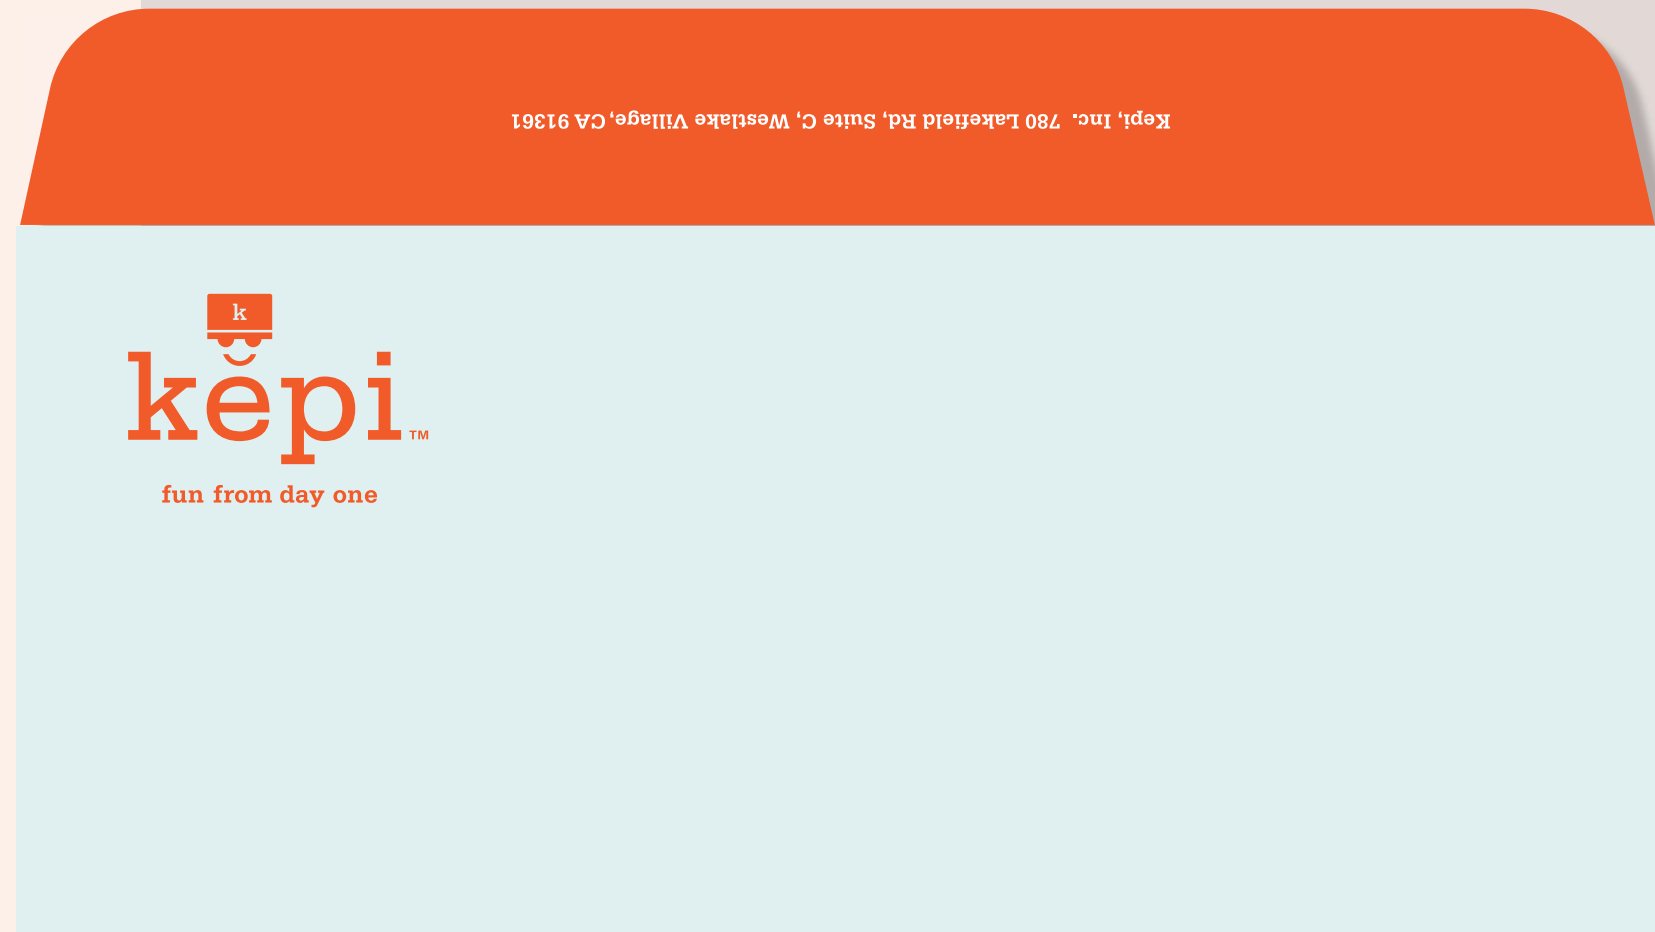 Kepi, Inc. 780 Lakefield Rd, Suite C, Westlake Village, CA 91361
k
kĕpi™
fun from day one